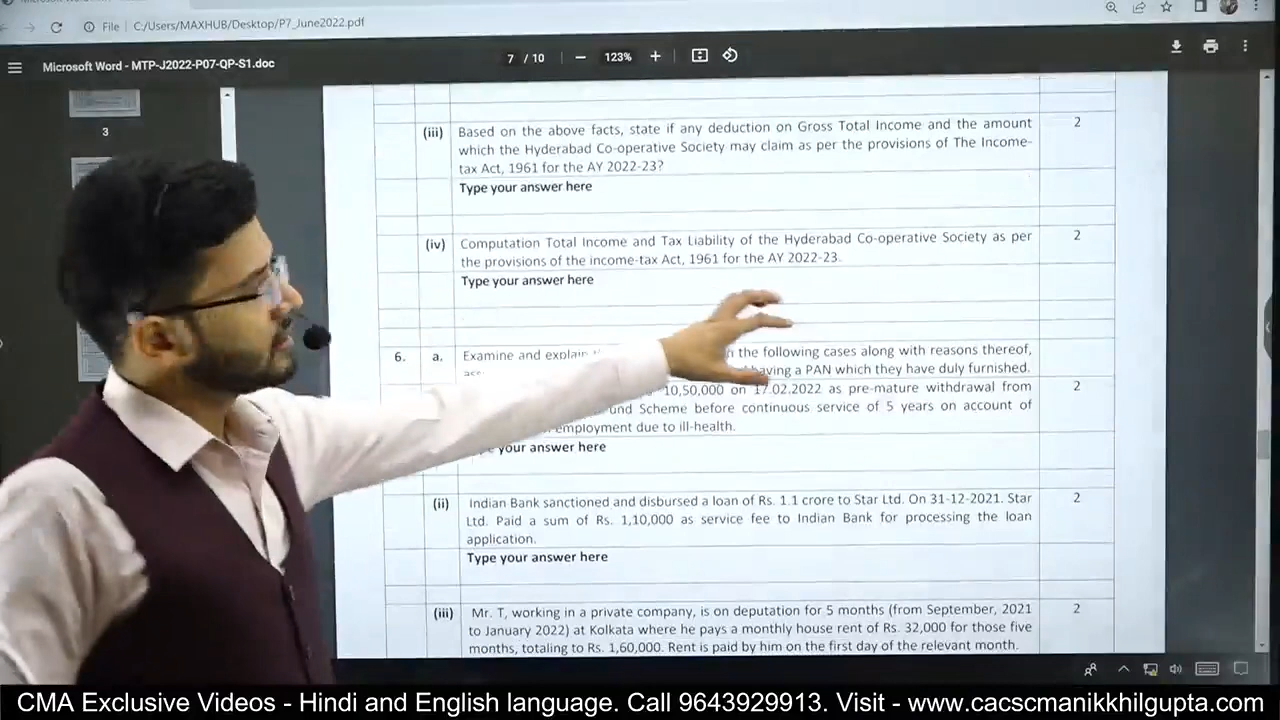 File
C:/Users/MAXHUB/Desktop/P7_June2022.pdf
Microsoft Word - MTP-J2022-P07-QP-S1.doc
7 / 10
123%
3
(iii) Based on the above facts, state if any deduction on Gross Total Income and the amount 2
which the Hyderabad Co-operative Society may claim as per the provisions of The Income-
tax Act, 1961 for the AY 2022-23?
Type your answer here
(iv) Computation Total Income and Tax Liability of the Hyderabad Co-operative Society as per 2
the provisions of the income-tax Act, 1961 for the AY 2022-23.
Type your answer here
6. a. Examine and explain the following cases along with reasons thereof,
having a PAN which they have duly furnished.
10,50,000 on 17.02.2022 as pre-mature withdrawal from 2
und Scheme before continuous service of 5 years on account of
employment due to ill-health.
your answer here
(ii) Indian Bank sanctioned and disbursed a loan of Rs. 1.1 crore to Star Ltd. On 31-12-2021. Star 2
Ltd. Paid a sum of Rs. 1,10,000 as service fee to Indian Bank for processing the loan
application.
Type your answer here
(iii) Mr. T, working in a private company, is on deputation for 5 months (from September, 2021 2
to January 2022) at Kolkata where he pays a monthly house rent of Rs. 32,000 for those five
months, totaling to Rs. 1,60,000. Rent is paid by him on the first day of the relevant month.
CMA Exclusive Videos - Hindi and English language. Call 9643929913. Visit - www.cacscmanikkhilgupta.com